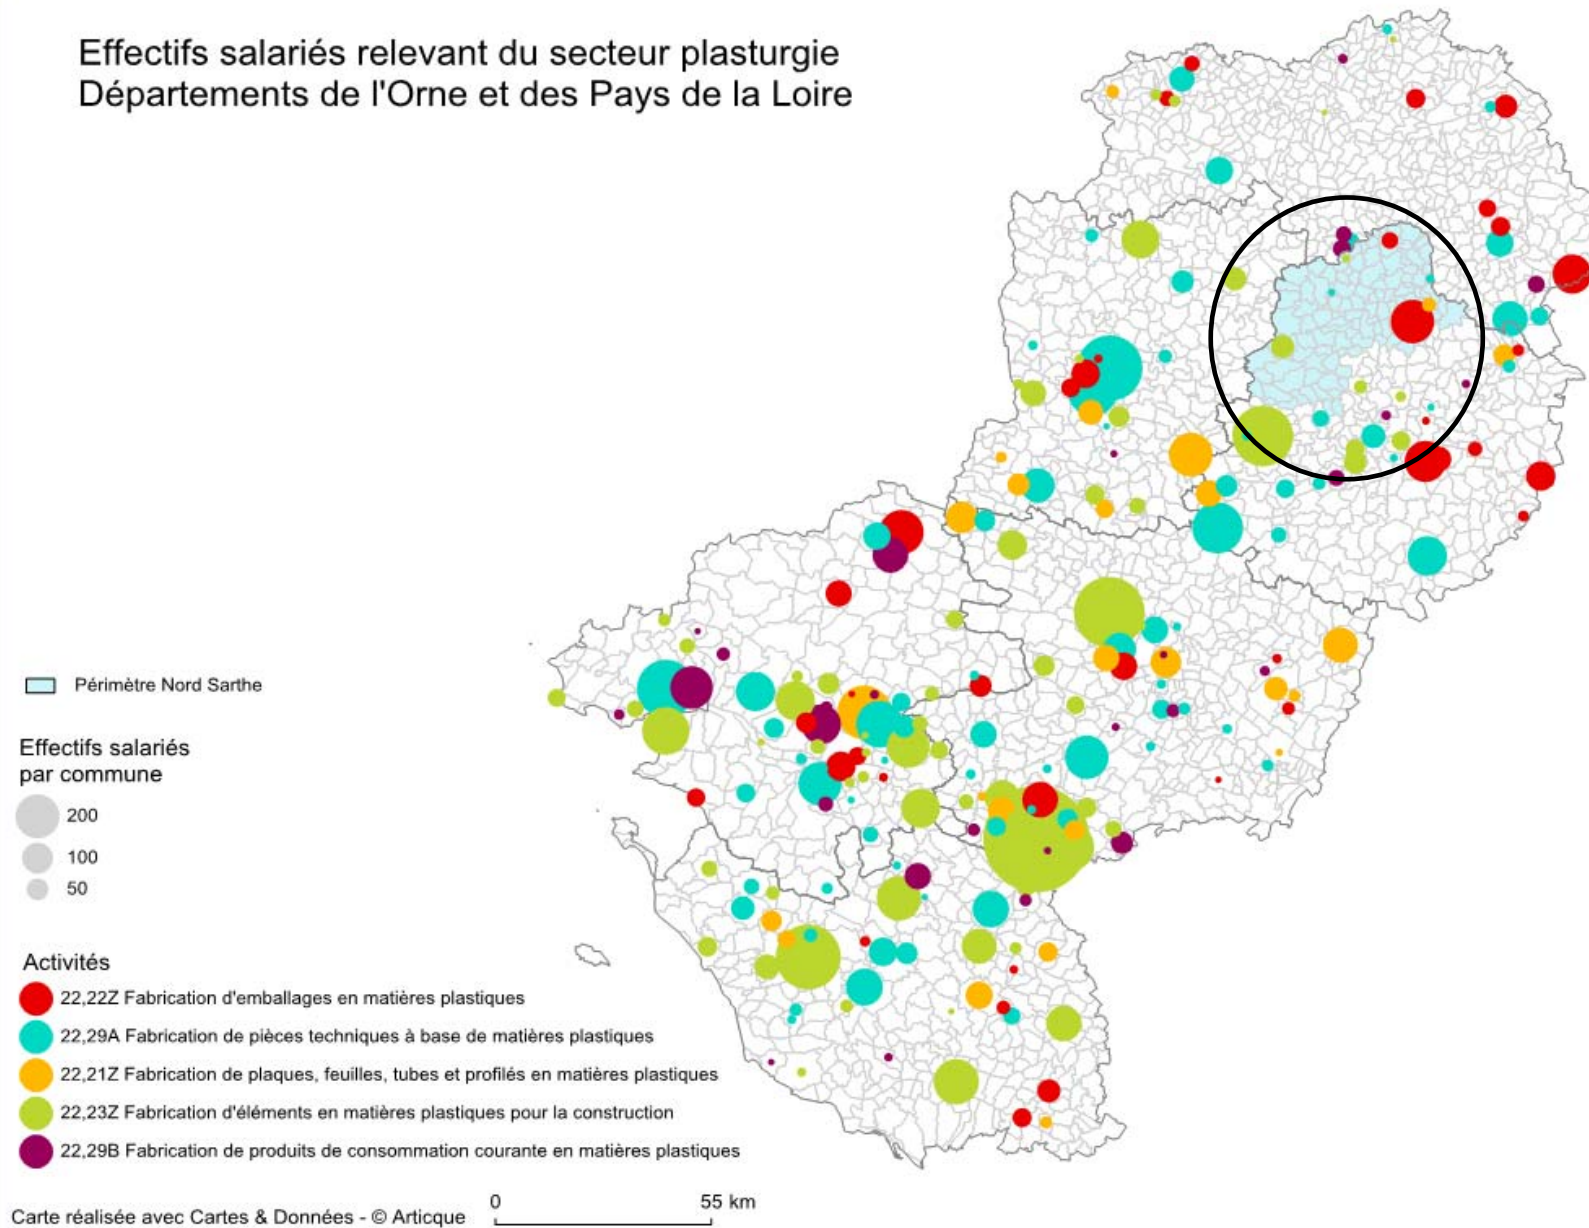 Effectifs salariés relevant du secteur plasturgie
Départements de l'Orne et des Pays de la Loire
Périmètre Nord Sarthe
Effectifs salariés
par commune
200
100
50
Activités
22,22Z Fabrication d'emballages en matières plastiques
22,29A Fabrication de pièces techniques à base de matières plastiques
22,21Z Fabrication de plaques, feuilles, tubes et profilés en matières plastiques
22,23Z Fabrication d'éléments en matières plastiques pour la construction
22,29B Fabrication de produits de consommation courante en matières plastiques
0 55 km
Carte réalisée avec Cartes & Données - © Articque